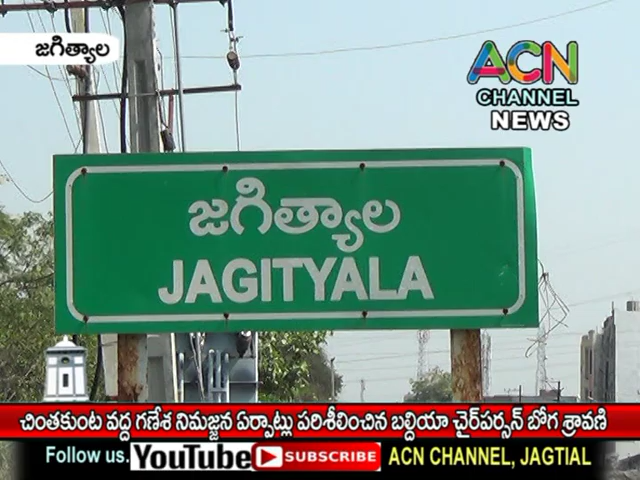 జగిత్యాల
ACN
CHANNEL
NEWS
జగిత్యాల
JAGITYALA
చింతకుంట వద్ద గణేశ నిమజ్జన ఏర్పాట్లు పరిశీలించిన బల్దియా చైర్‌పర్సన్ బోగ శ్రావణి
Follow us. YouTube SUBSCRIBE ACN CHANNEL, JAGTIAL